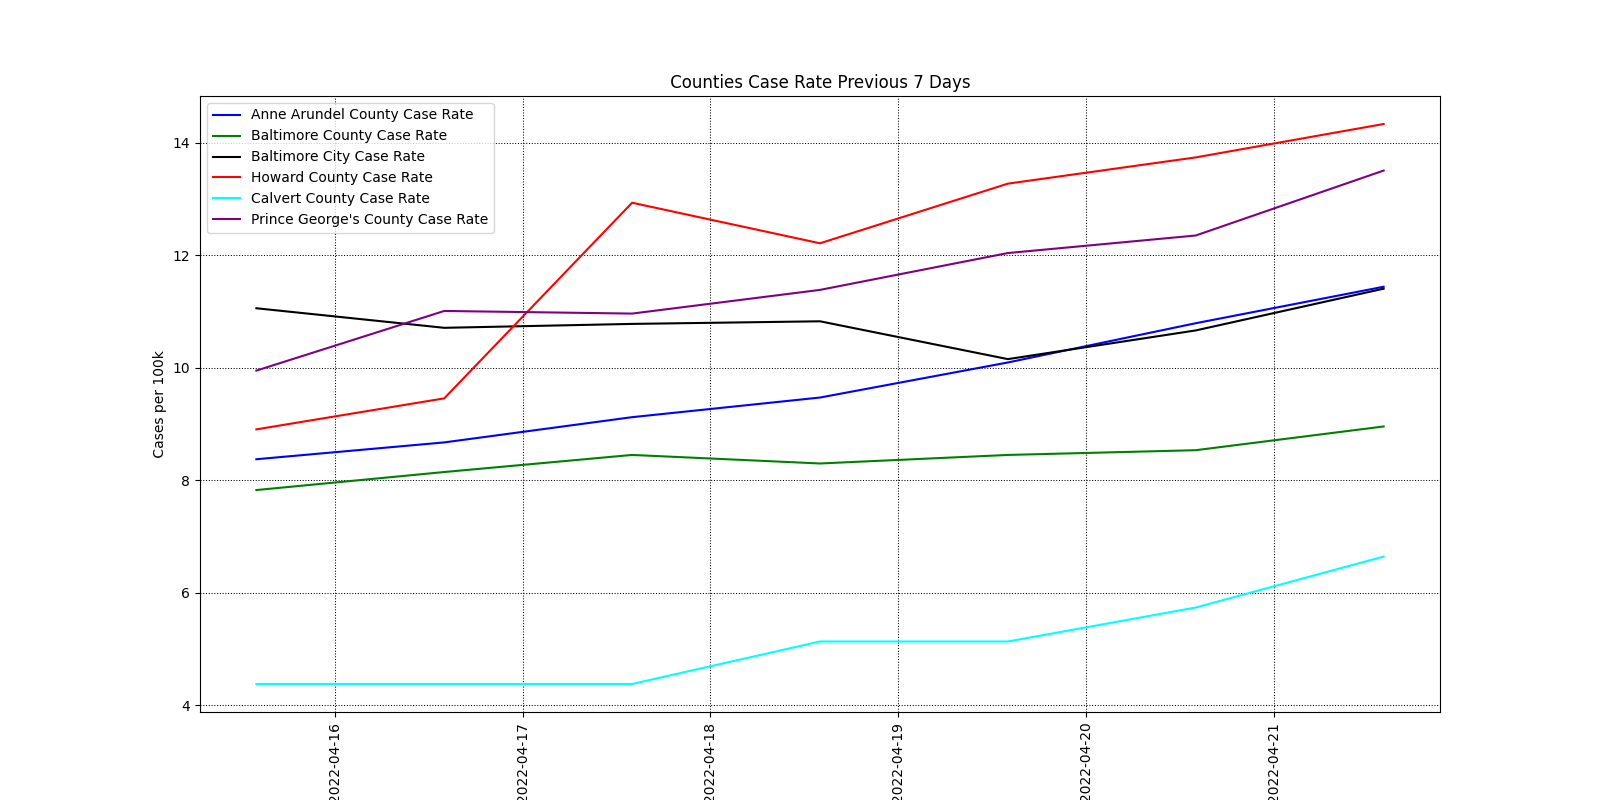 Counties Case Rate Previous 7 Days
Anne Arundel County Case Rate
Baltimore County Case Rate
Baltimore City Case Rate
Howard County Case Rate
Calvert County Case Rate
Prince George's County Case Rate
Cases per 100k
14
12
10
8
6
4
2022-04-16
2022-04-17
2022-04-18
2022-04-19
2022-04-20
2022-04-21